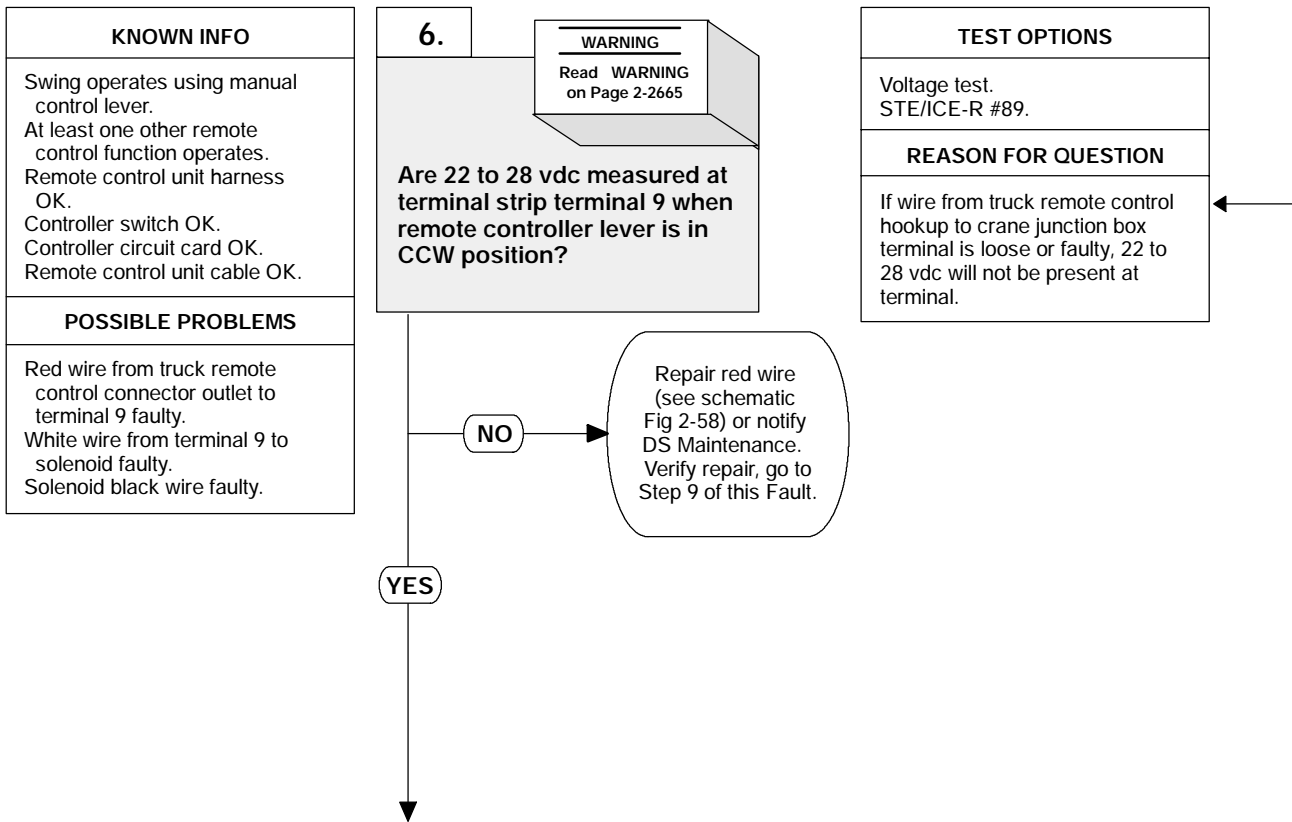 KNOWN INFO
Swing operates using manual
control lever.
At least one other remote
control function operates.
Remote control unit harness
OK.
Controller switch OK.
Controller circuit card OK.
Remote control unit cable OK.
POSSIBLE PROBLEMS
Red wire from truck remote
control connector outlet to
terminal 9 faulty.
White wire from terminal 9 to
solenoid faulty.
Solenoid black wire faulty.
6.
WARNING
Read WARNING
on Page 2-2665
Are 22 to 28 vdc measured at
terminal strip terminal 9 when
remote controller lever is in
CCW position?
TEST OPTIONS
Voltage test.
STE/ICE-R #89.
REASON FOR QUESTION
If wire from truck remote control
hookup to crane junction box
terminal is loose or faulty, 22 to
28 vdc will not be present at
terminal.
NO
Repair red wire
(see schematic
Fig 2-58) or notify
DS Maintenance.
Verify repair, go to
Step 9 of this Fault.
YES